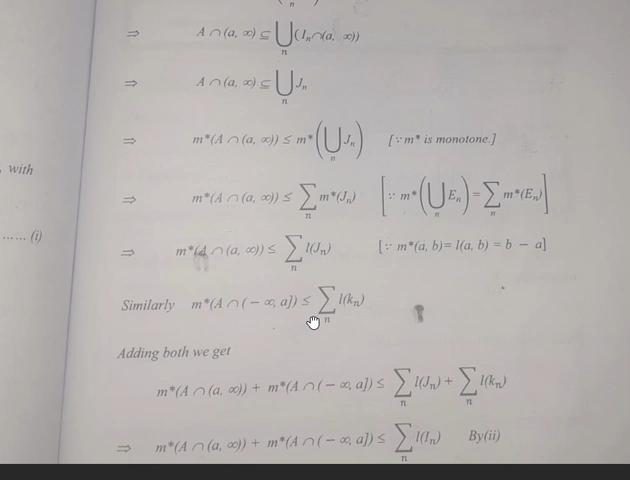 ⇒ A ∩ (a, ∞) ⊆ ⋃ₙ (Iₙ∩(a, ∞))
⇒ A ∩ (a, ∞) ⊆ ⋃ₙ Jₙ
⇒ m*(A ∩ (a, ∞)) ≤ m*(⋃ₙ Jₙ) [∵ m* is monotone.]
, with
⇒ m*(A ∩ (a, ∞)) ≤ ∑ₙ m*(Jₙ) [∵ m*(⋃ₙ Eₙ) = ∑ₙ m*(Eₙ)]
...... (i)
⇒ m*(A ∩ (a, ∞)) ≤ ∑ₙ l(Jₙ) [∵ m*(a, b)= l(a, b) = b − a]
Similarly m*(A ∩ (− ∞, a]) ≤ ∑ₙ l(kₙ)
Adding both we get
m*(A ∩ (a, ∞)) + m*(A ∩ (− ∞, a]) ≤ ∑ₙ l(Jₙ) + ∑ₙ l(kₙ)
⇒ m*(A ∩ (a, ∞)) + m*(A ∩ (− ∞, a]) ≤ ∑ₙ l(Iₙ) By(ii)